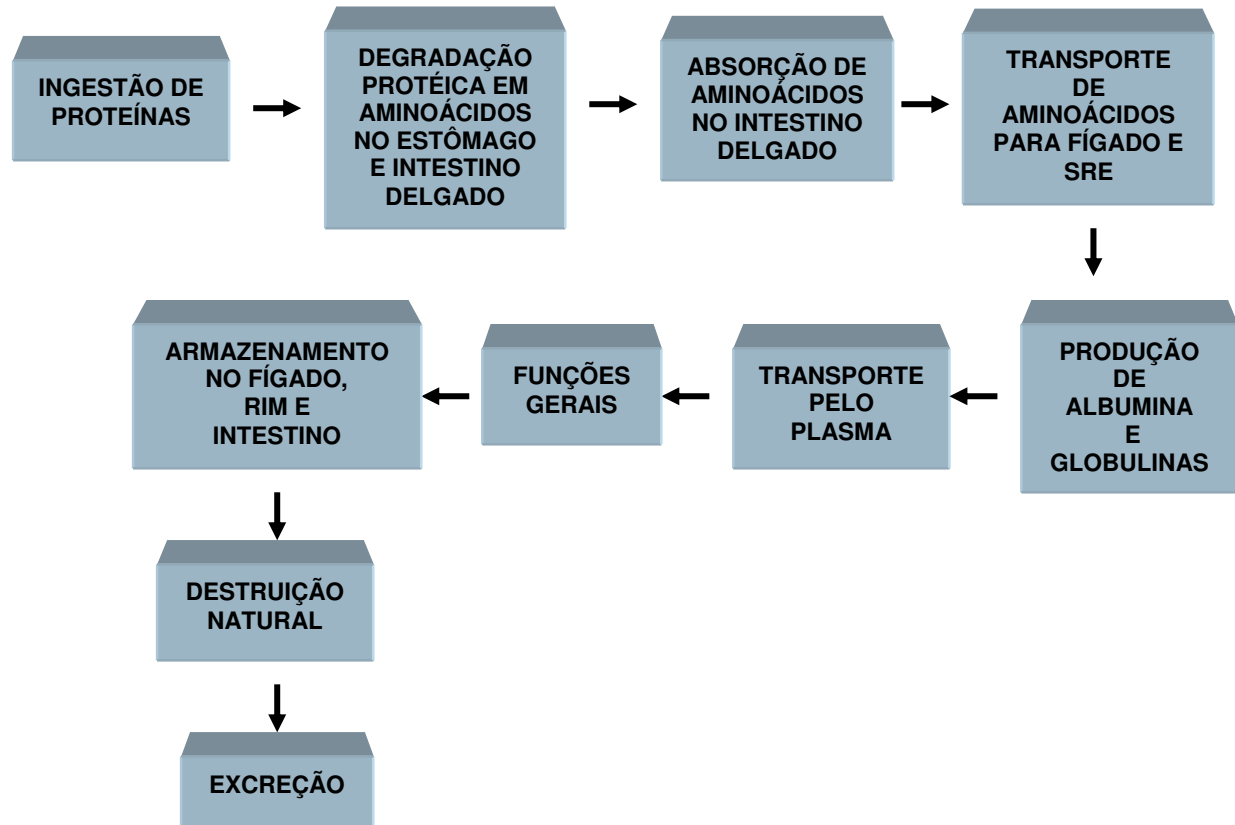 INGESTÃO DE
PROTEÍNAS
DEGRADAÇÃO
PROTÉICA EM
AMINOÁCIDOS
NO ESTÔMAGO
E INTESTINO
DELGADO
ABSORÇÃO DE
AMINOÁCIDOS
NO INTESTINO
DELGADO
TRANSPORTE
DE
AMINOÁCIDOS
PARA FÍGADO E
SRE
PRODUÇÃO
DE
ALBUMINA
E
GLOBULINAS
TRANSPORTE
PELO
PLASMA
FUNÇÕES
GERAIS
ARMAZENAMENTO
NO FÍGADO,
RIM E
INTESTINO
DESTRUIÇÃO
NATURAL
EXCREÇÃO